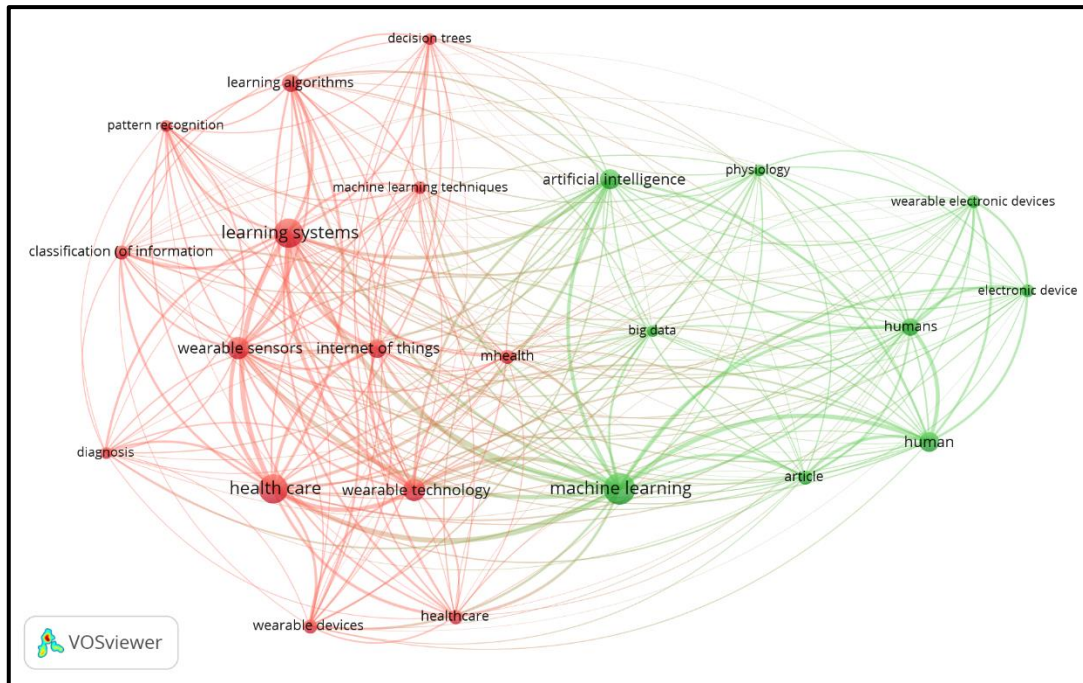 decision trees
learning algorithms
pattern recognition
artificial intelligence
physiology
machine learning techniques
wearable electronic devices
learning systems
classification (of information
electronic device
humans
big data
wearable sensors
internet of things
mhealth
human
diagnosis
article
health care
wearable technology
machine learning
healthcare
wearable devices
VOSviewer